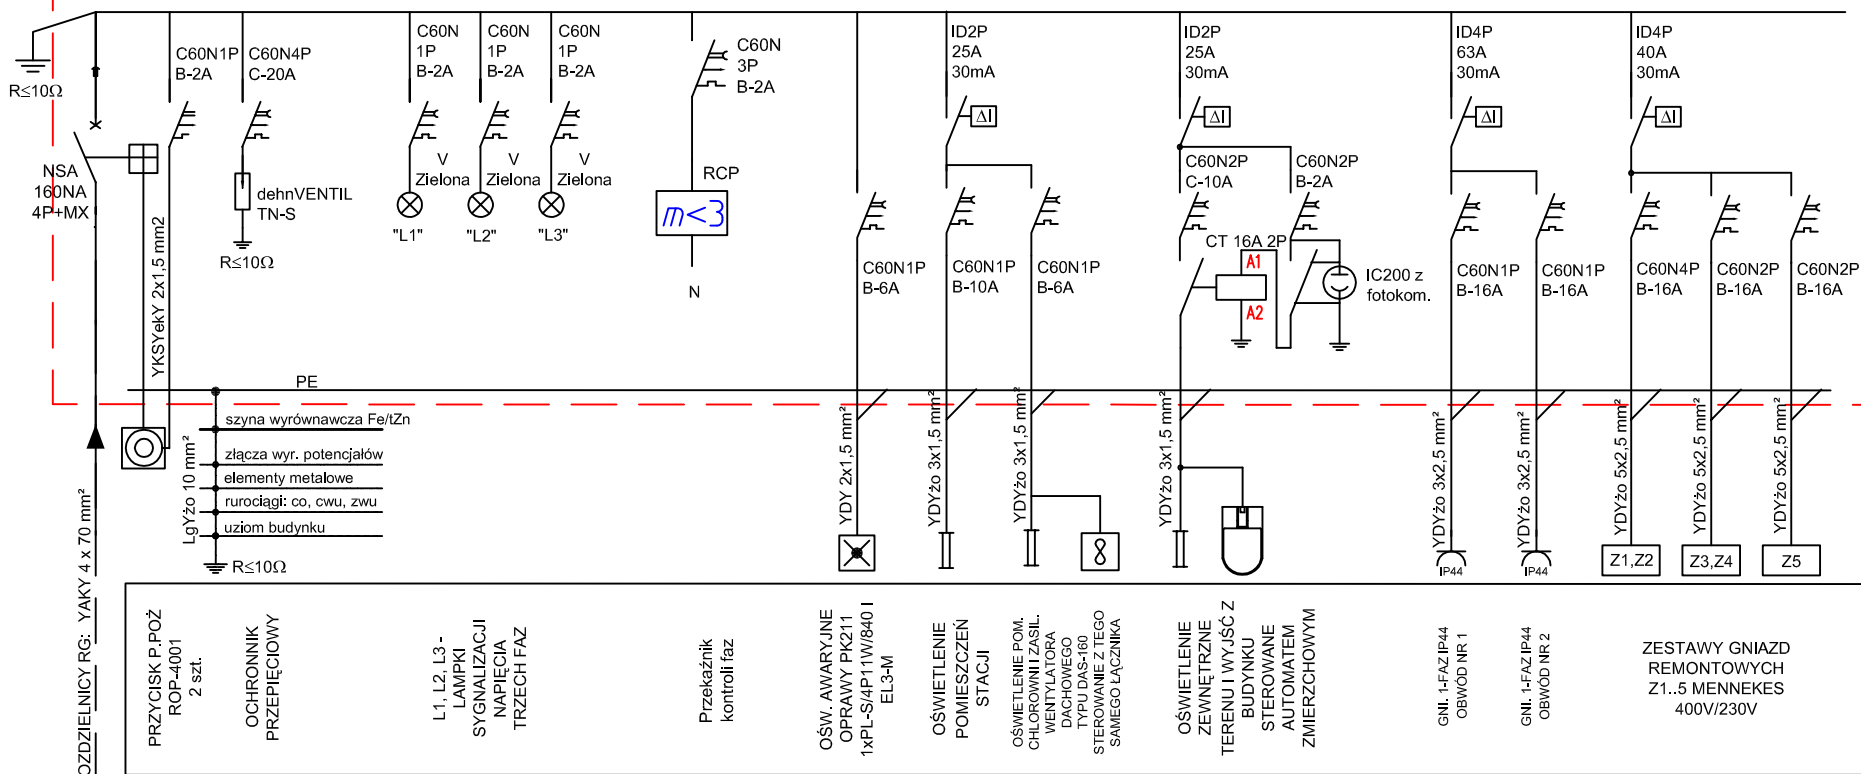 R≤10Ω
C60N1P
B-2A
C60N4P
C-20A
C60N
1P
B-2A
C60N
1P
B-2A
C60N
1P
B-2A
C60N
3P
B-2A
ID2P
25A
30mA
ID2P
25A
30mA
ID4P
63A
30mA
ID4P
40A
30mA
ΔI
ΔI
ΔI
ΔI
NSA
160NA
4P+MX
dehnVENTIL
TN-S
R≤10Ω
V
Zielona
"L1"
V
Zielona
"L2"
V
Zielona
"L3"
RCP
m<3
N
C60N2P
C-10A
C60N2P
B-2A
CT 16A 2P
A1
A2
IC200 z
fotokom.
C60N1P
B-6A
C60N1P
B-10A
C60N1P
B-6A
C60N1P
B-16A
C60N1P
B-16A
C60N4P
B-16A
C60N2P
B-16A
C60N2P
B-16A
YKSYekY 2x1,5 mm2
PE
szyna wyrównawcza Fe/tZn
złącza wyr. potencjałów
elementy metalowe
rurociągi: co, cwu, zwu
uziom budynku
LgYżo 10 mm²
R≤10Ω
OZDZIELNICY RG: YAKY 4 x 70 mm²
YDY 2x1,5 mm²
YDYżo 3x1,5 mm²
YDYżo 3x1,5 mm²
YDYżo 3x1,5 mm²
YDYżo 3x2,5 mm²
YDYżo 3x2,5 mm²
YDYżo 5x2,5 mm²
YDYżo 5x2,5 mm²
YDYżo 5x2,5 mm²
IP44
IP44
Z1,Z2
Z3,Z4
Z5
PRZYCISK P.POŻ
ROP-4001
2 szt.
OCHRONNIK
PRZEPIĘCIOWY
L1, L2, L3 -
LAMPKI
SYGNALIZACJI
NAPIĘCIA
TRZECH FAZ
Przekaźnik
kontroli faz
OŚW. AWARYJNE
OPRAWY PK211
1xPL-S/4P11W/840 I
EL3-M
OŚWIETLENIE
POMIESZCZEŃ
STACJI
OŚWIETLENIE POM.
CHLOROWNI I ZASIL.
WENTYLATORA
DACHOWEGO
TYPU DAS-160
STEROWANIE Z TEGO
SAMEGO ŁĄCZNIKA
OŚWIETLENIE
ZEWNĘTRZNE
TERENU I WYJŚĆ Z
BUDYNKU
STEROWANE
AUTOMATEM
ZMIERZCHOWYM
GNI. 1-FAZ IP44
OBWÓD NR 1
GNI. 1-FAZ IP44
OBWÓD NR 2
ZESTAWY GNIAZD
REMONTOWYCH
Z1..5 MENNEKES
400V/230V